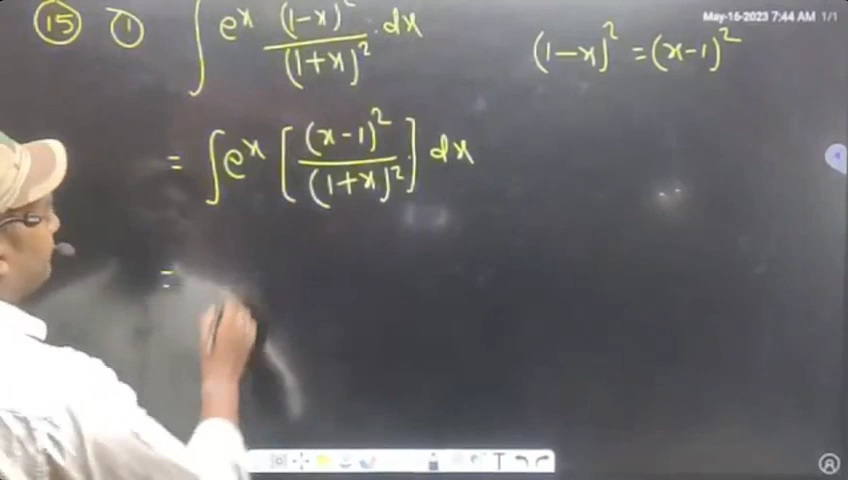 May-16-2023 7:44 AM 1/1
(15) (1) ∫ e^x (1-x)^2 / (1+x)^2 . dx (1-x)^2 = (x-1)^2
= ∫ e^x [ (x-1)^2 / (1+x)^2 ] dx
=